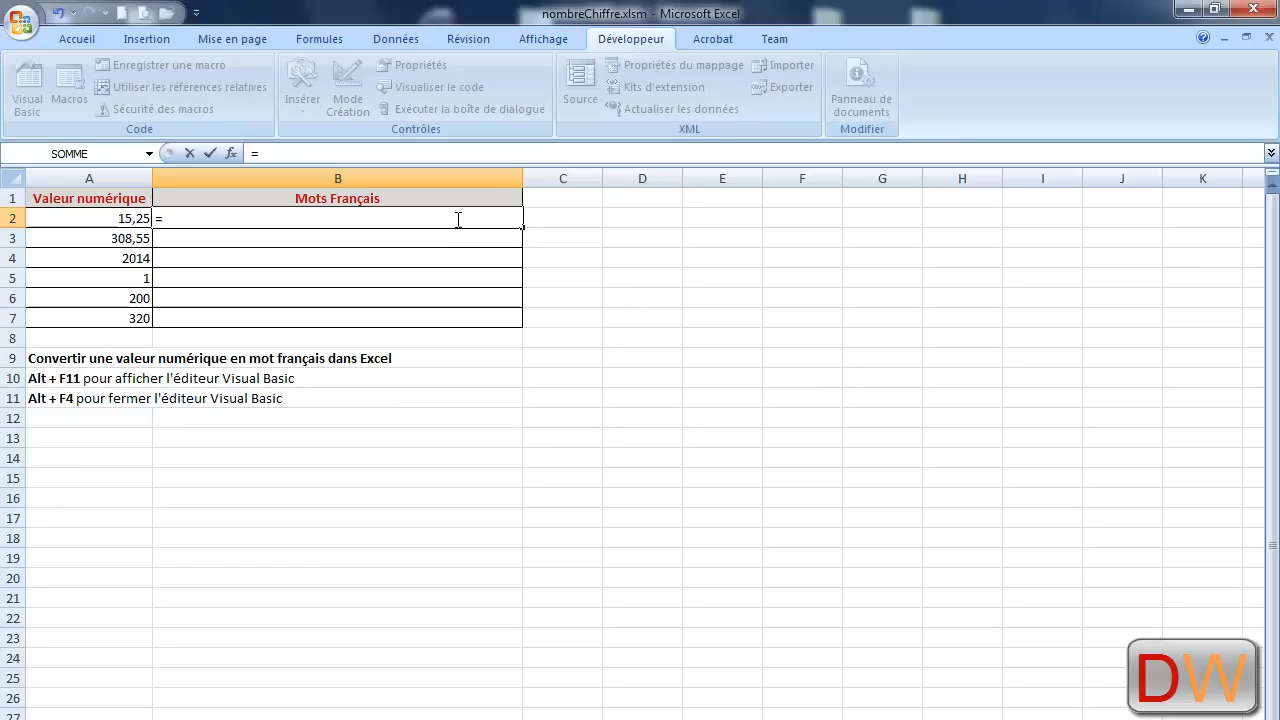 nombreChiffre.xlsm - Microsoft Excel
Accueil Insertion Mise en page Formules Données Révision Affichage Développeur Acrobat Team
Visual Basic
Macros
Enregistrer une macro
Utiliser les références relatives
Sécurité des macros
Code
Insérer
Mode Création
Propriétés
Visualiser le code
Exécuter la boîte de dialogue
Contrôles
Source
Propriétés du mappage
Kits d'extension
Actualiser les données
Importer
Exporter
XML
Panneau de documents
Modifier
SOMME fx =
A B C D E F G H I J K
1 Valeur numérique Mots Français
2 15,25 =
3 308,55
4 2014
5 1
6 200
7 320
8
9 Convertir une valeur numérique en mot français dans Excel
10 Alt + F11 pour afficher l'éditeur Visual Basic
11 Alt + F4 pour fermer l'éditeur Visual Basic
12
13
14
15
16
17
18
19
20
21
22
23
24
25
26
27
DW